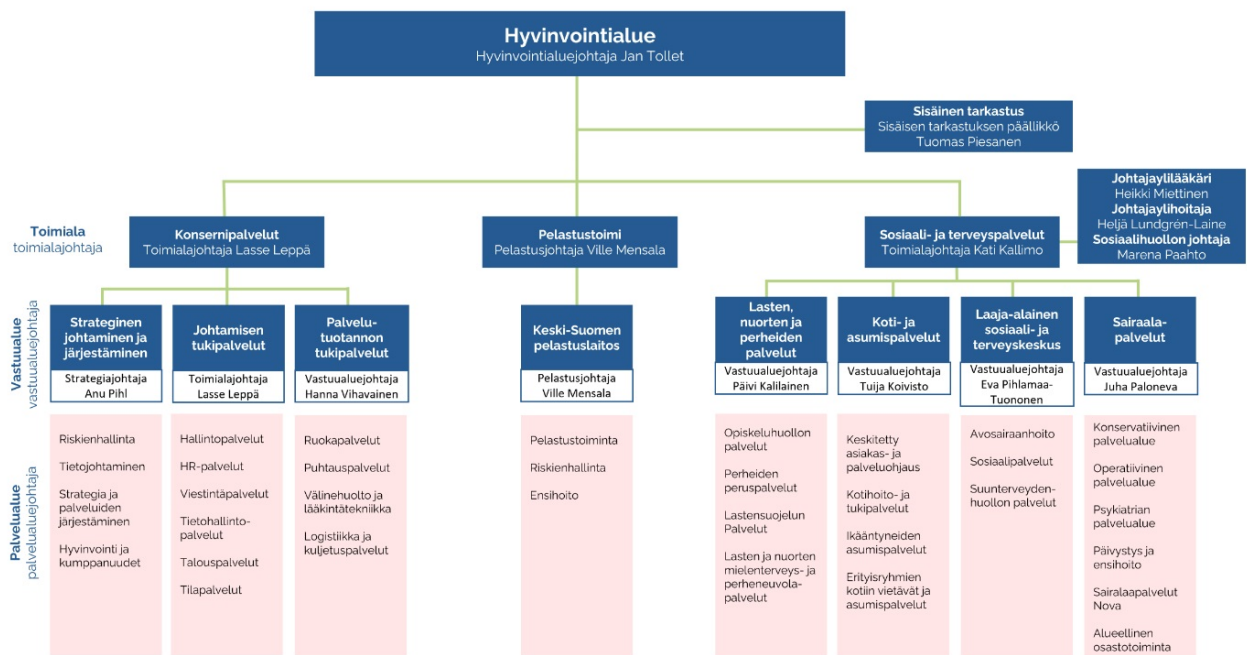 Hyvinvointialue
Hyvinvointialuejohtaja Jan Tollet
Sisäinen tarkastus
Sisäisen tarkastuksen päällikkö
Tuomas Piesanen
Johtajaylilääkäri
Heikki Miettinen
Johtajaylihoitaja
Heljä Lundgrén-Laine
Sosiaalihuollon johtaja
Marena Paahto
Toimiala
toimialajohtaja
Konsernipalvelut
Toimialajohtaja Lasse Leppä
Pelastustoimi
Pelastusjohtaja Ville Mensala
Sosiaali- ja terveyspalvelut
Toimialajohtaja Kati Kallimo
Vastuualue
vastuualuejohtaja
Strateginen
johtaminen ja
järjestäminen
Strategiajohtaja
Anu Pihl
Johtamisen
tukipalvelut
Toimialajohtaja
Lasse Leppä
Palvelu-
tuotannon
tukipalvelut
Vastuualuejohtaja
Hanna Vihavainen
Keski-Suomen
pelastuslaitos
Pelastusjohtaja
Ville Mensala
Lasten,
nuorten ja
perheiden
palvelut
Vastuualuejohtaja
Päivi Kalilainen
Koti- ja
asumispalvelut
Vastuualuejohtaja
Tuija Koivisto
Laaja-alainen
sosiaali- ja
terveyskeskus
Vastuualuejohtaja
Eva Pihlamaa-
Tuononen
Sairaala-
palvelut
Vastuualuejohtaja
Juha Paloneva
Palvelualue
palvelualuejohtaja
Riskienhallinta
Tietojohtaminen
Strategia ja
palveluiden
järjestäminen
Hyvinvointi ja
kumppanuudet
Hallintopalvelut
HR-palvelut
Viestintäpalvelut
Tietohallinto-
palvelut
Talouspalvelut
Tilapalvelut
Ruokapalvelut
Puhtauspalvelut
Välinehuolto ja
lääkintätekniikka
Logistiikka ja
kuljetuspalvelut
Pelastustoiminta
Riskienhallinta
Ensihoito
Opiskeluhuollon
palvelut
Perheiden
peruspalvelut
Lastensuojelun
Palvelut
Lasten ja nuorten
mielenterveys- ja
perheneuvola-
palvelut
Keskitetty
asiakas- ja
palveluohjaus
Kotihoito- ja
tukipalvelut
Ikääntyneiden
asumispalvelut
Erityisryhmien
kotiin vietävät ja
asumispalvelut
Avosairaanhoito
Sosiaalipalvelut
Suunterveyden-
huollon palvelut
Konservatiivinen
palvelualue
Operatiivinen
palvelualue
Psykiatrian
palvelualue
Päivystys ja
ensihoito
Sairalaapalvelut
Nova
Alueellinen
osastotoiminta